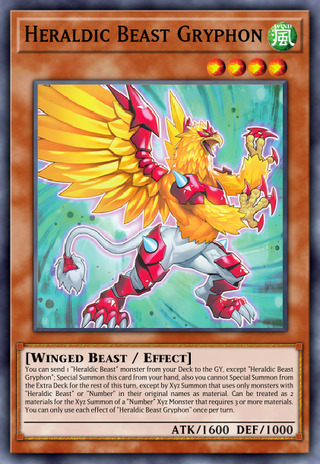 Heraldic Beast Gryphon
WIND
風
[Winged Beast / Effect]
You can send 1 "Heraldic Beast" monster from your Deck to the GY, except "Heraldic Beast
Gryphon"; Special Summon this card from your hand, also you cannot Special Summon from
the Extra Deck for the rest of this turn, except by Xyz Summon that uses only monsters with
"Heraldic Beast" or "Number" in their original names as material. Can be treated as 2
materials for the Xyz Summon of a "Number" Xyz Monster that requires 3 or more materials.
You can only use each effect of "Heraldic Beast Gryphon" once per turn.
ATK/1600 DEF/1000